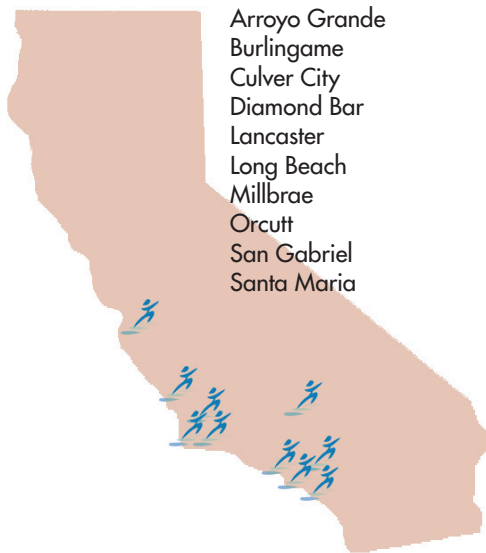 Arroyo Grande
Burlingame
Culver City
Diamond Bar
Lancaster
Long Beach
Millbrae
Orcutt
San Gabriel
Santa Maria